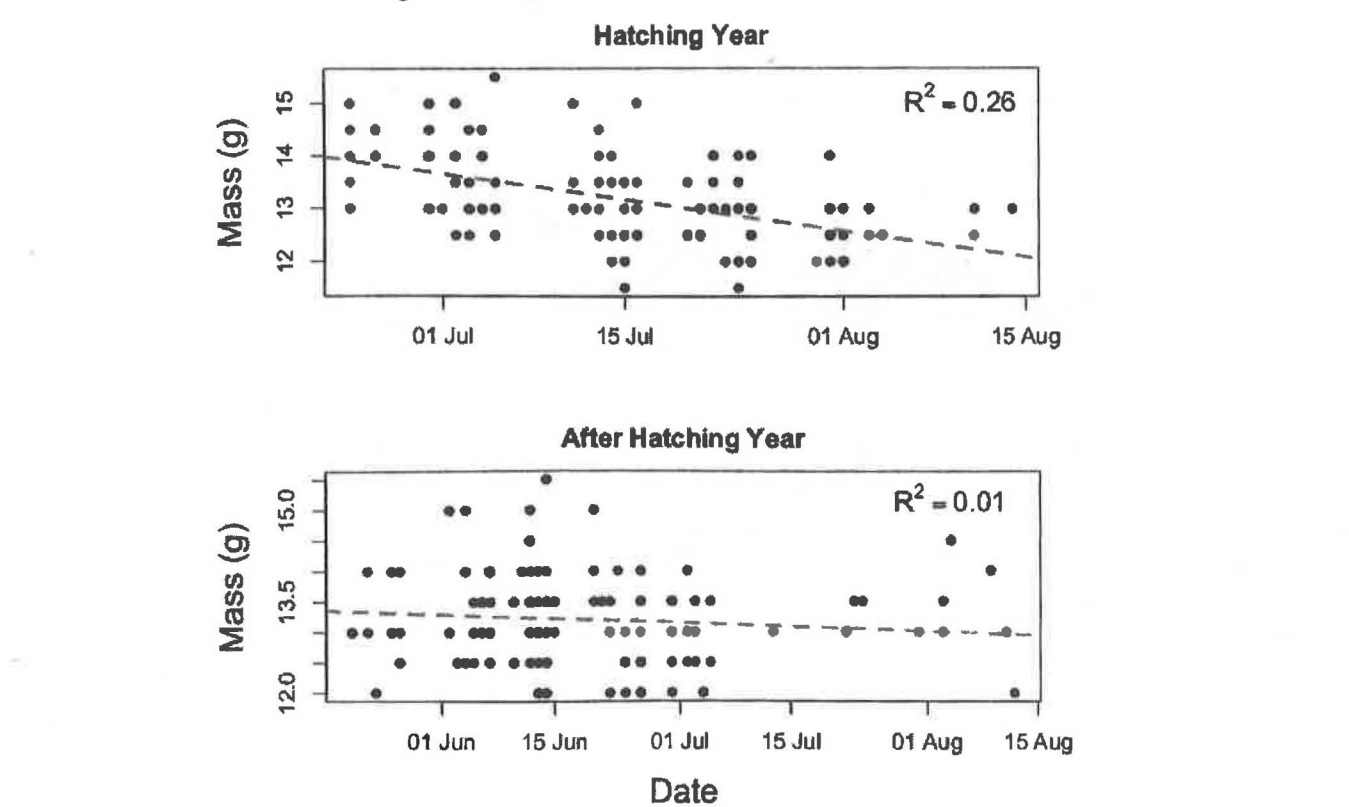 Hatching Year
R² = 0.26
Mass (g)
15
14
13
12
01 Jul
15 Jul
01 Aug
15 Aug
After Hatching Year
R² = 0.01
Mass (g)
15.0
13.5
12.0
01 Jun
15 Jun
01 Jul
15 Jul
01 Aug
15 Aug
Date